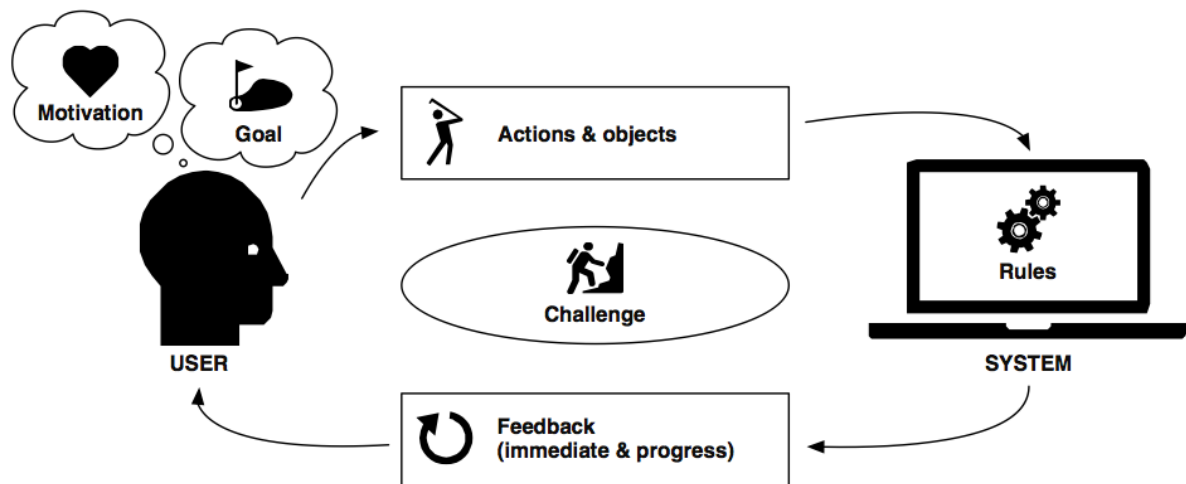 Motivation
Goal
Actions & objects
Rules
Challenge
USER
SYSTEM
Feedback
(immediate & progress)